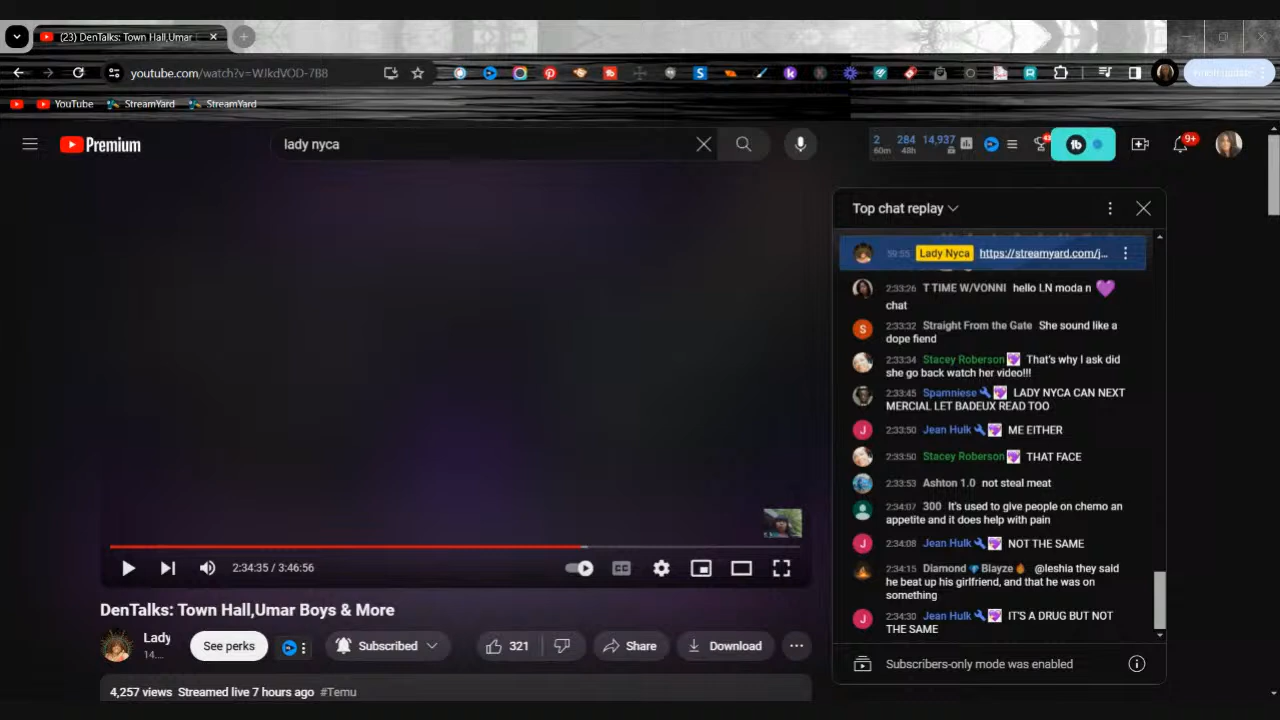 (23) DenTalks: Town Hall,Umar
youtube.com/watch?v=WJkdVOD-7B8
YouTube
StreamYard
StreamYard
Premium
lady nyca
2 284 14,937
60m 48h
9+
Top chat replay
59:55 Lady Nyca https://streamyard.com/j...
2:33:26 T TIME W/VONNI hello LN moda n 💜
chat
2:33:32 Straight From the Gate She sound like a
dope fiend
2:33:34 Stacey Roberson That's why I ask did
she go back watch her video!!!
2:33:45 Spamniese LADY NYCA CAN NEXT
MERCIAL LET BADEUX READ TOO
2:33:50 Jean Hulk ME EITHER
2:33:50 Stacey Roberson THAT FACE
2:33:53 Ashton 1.0 not steal meat
2:34:07 300 It's used to give people on chemo an
appetite and it does help with pain
2:34:08 Jean Hulk NOT THE SAME
2:34:15 Diamond 💎 Blayze 🔥 @leshia they said
he beat up his girlfriend, and that he was on
something
2:34:30 Jean Hulk IT'S A DRUG BUT NOT
THE SAME
Subscribers-only mode was enabled
2:34:35 / 3:46:56
DenTalks: Town Hall,Umar Boys & More
Lady
14....
See perks
Subscribed
321
Share
Download
4,257 views Streamed live 7 hours ago #Temu